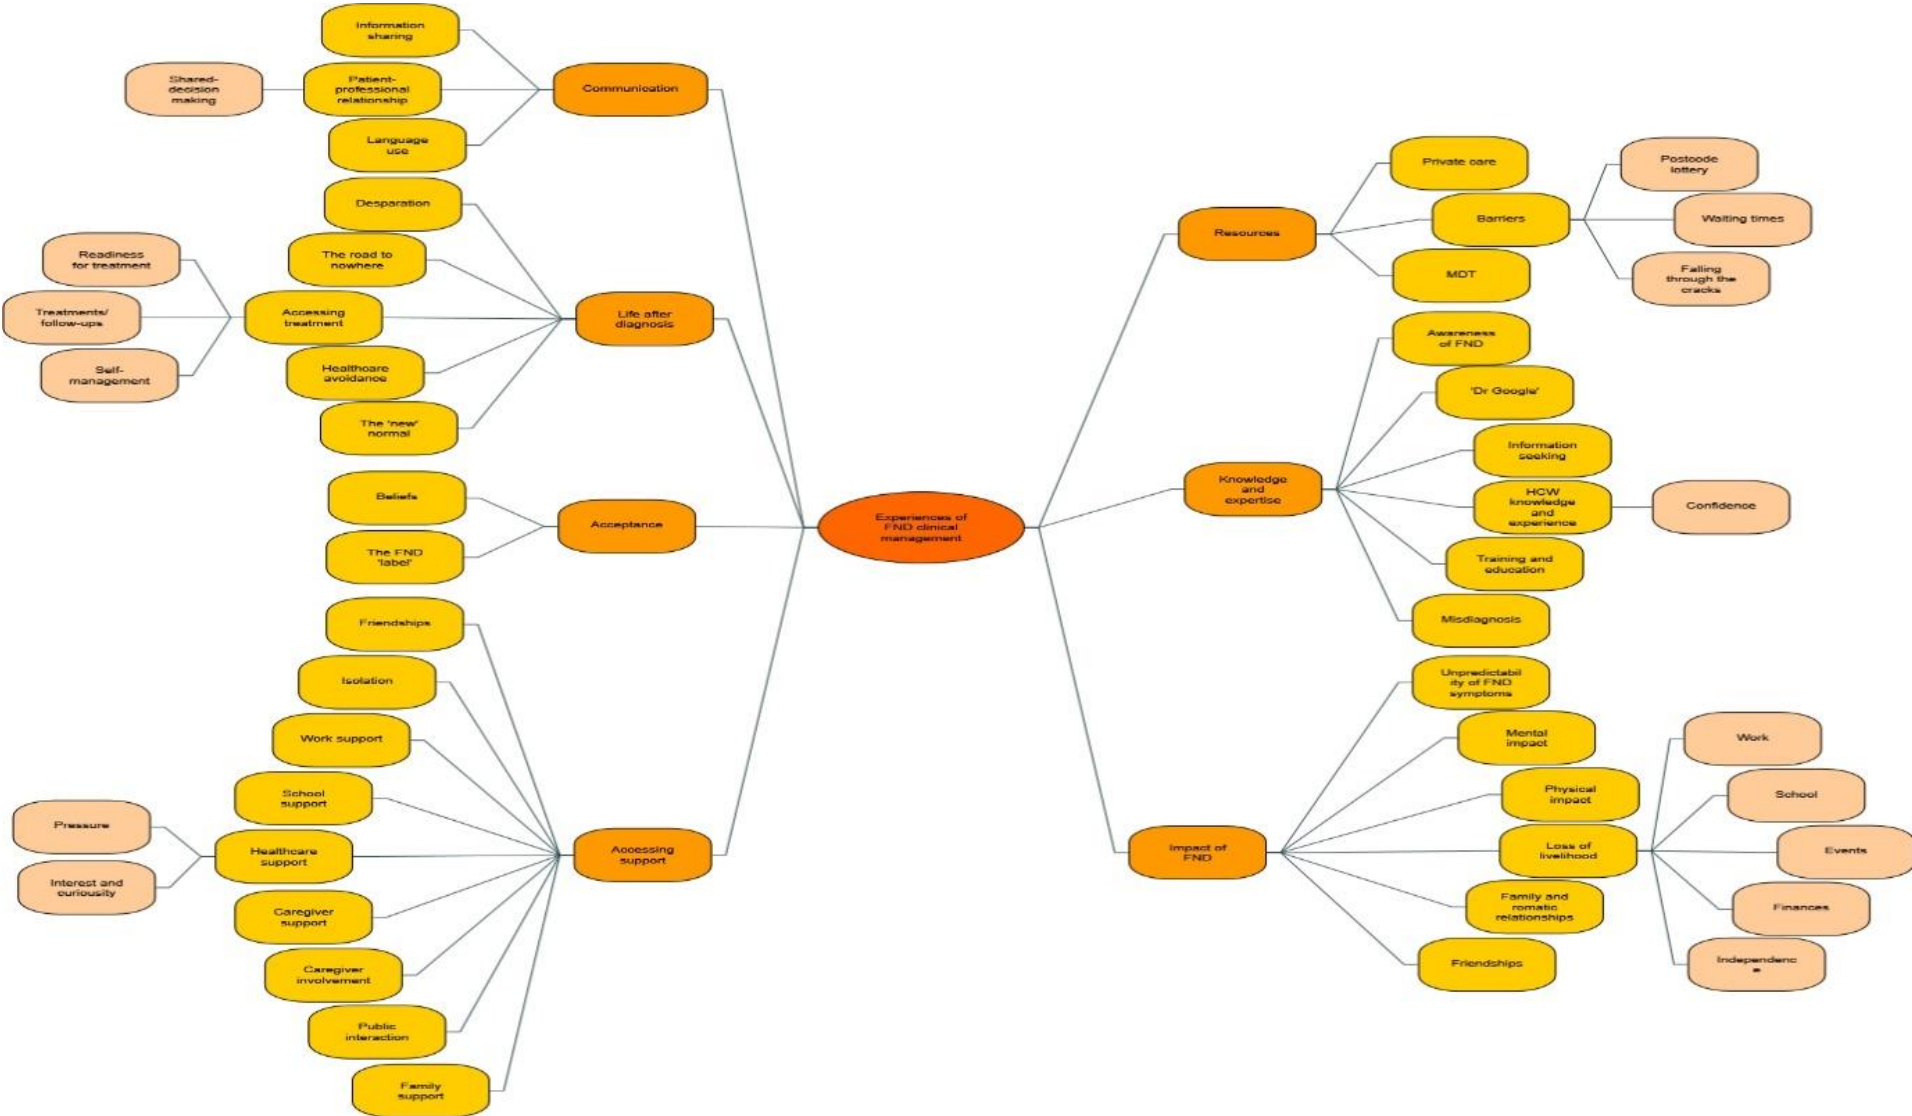 Information
sharing
Shared-
decision
making
Patient-
professional
relationship
Communication
Language
use
Desparation
Readiness
for treatment
The road to
nowhere
Treatments/
follow-ups
Accessing
treatment
Life after
diagnosis
Self-
management
Healthcare
avoidance
The 'new'
normal
Beliefs
Acceptance
The FND
'label'
Friendships
Isolation
Work support
School
support
Pressure
Healthcare
support
Accessing
support
Interest and
curiousity
Caregiver
support
Caregiver
involvement
Public
interaction
Family
support
Experiences of
FND clinical
management
Private care
Postcode
lottery
Resources
Barriers
Waiting times
MDT
Falling
through the
cracks
Awareness
of FND
'Dr Google'
Information
seeking
Knowledge
and
expertise
HCW
knowledge
and
experience
Confidence
Training and
education
Misdiagnosis
Unpredictabil
ity of FND
symptoms
Mental
impact
Work
Physical
impact
School
Impact of
FND
Loss of
livelihood
Events
Family and
romatic
relationships
Finances
Friendships
Independenc
e